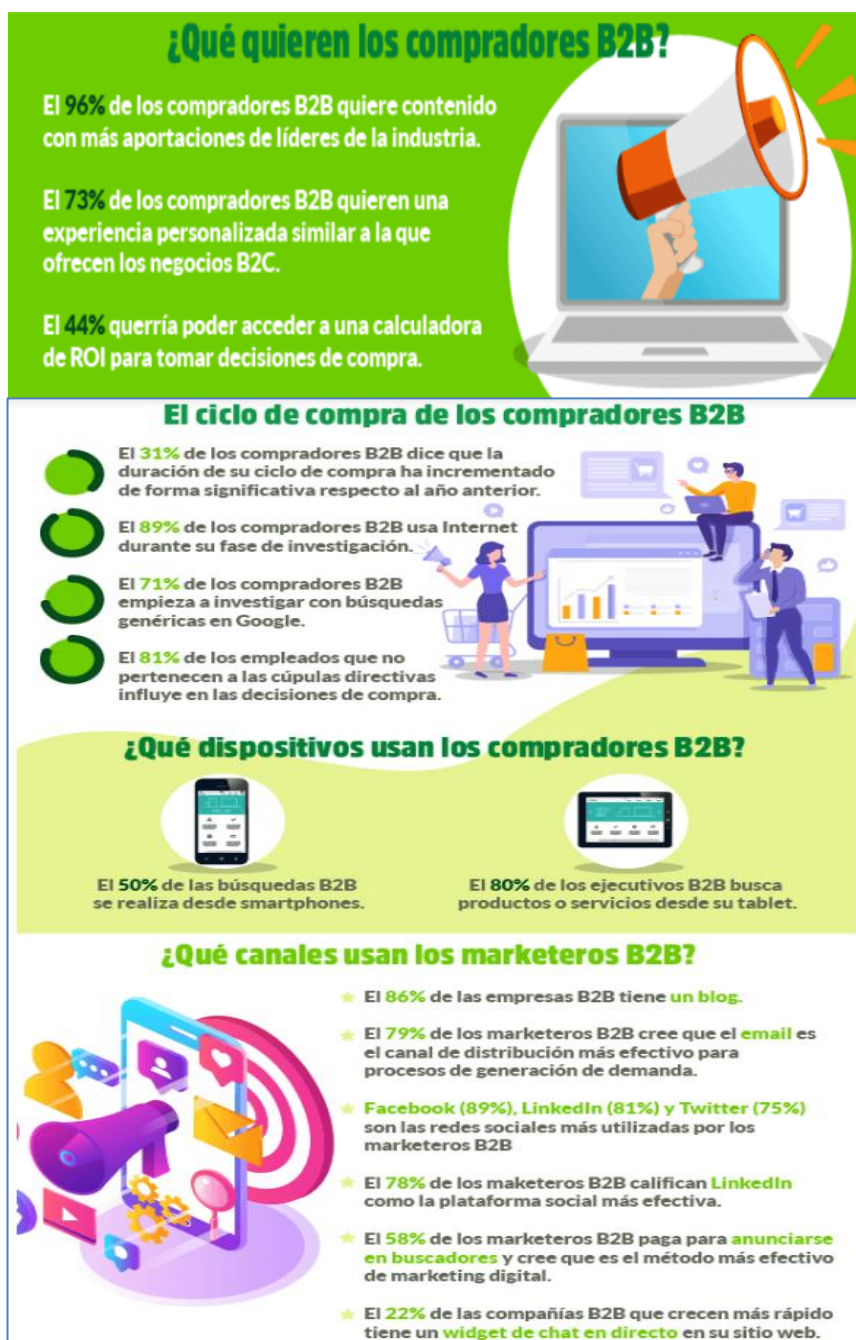 ¿Qué quieren los compradores B2B?
El 96% de los compradores B2B quiere contenido
con más aportaciones de líderes de la industria.
El 73% de los compradores B2B quieren una
experiencia personalizada similar a la que
ofrecen los negocios B2C.
El 44% querría poder acceder a una calculadora
de ROI para tomar decisiones de compra.
El ciclo de compra de los compradores B2B
El 31% de los compradores B2B dice que la
duración de su ciclo de compra ha incrementado
de forma significativa respecto al año anterior.
El 89% de los compradores B2B usa Internet
durante su fase de investigación.
El 71% de los compradores B2B
empieza a investigar con búsquedas
genéricas en Google.
El 81% de los empleados que no
pertenecen a las cúpulas directivas
influye en las decisiones de compra.
¿Qué dispositivos usan los compradores B2B?
El 50% de las búsquedas B2B
se realiza desde smartphones.
El 80% de los ejecutivos B2B busca
productos o servicios desde su tablet.
¿Qué canales usan los marketeros B2B?
El 86% de las empresas B2B tiene un blog.
El 79% de los marketeros B2B cree que el email es
el canal de distribución más efectivo para
procesos de generación de demanda.
Facebook (89%), LinkedIn (81%) y Twitter (75%)
son las redes sociales más utilizadas por los
marketeros B2B
El 78% de los maketeros B2B califican LinkedIn
como la plataforma social más efectiva.
El 58% de los marketeros B2B paga para anunciarse
en buscadores y cree que es el método más efectivo
de marketing digital.
El 22% de las compañías B2B que crecen más rápido
tiene un widget de chat en directo en su sitio web.